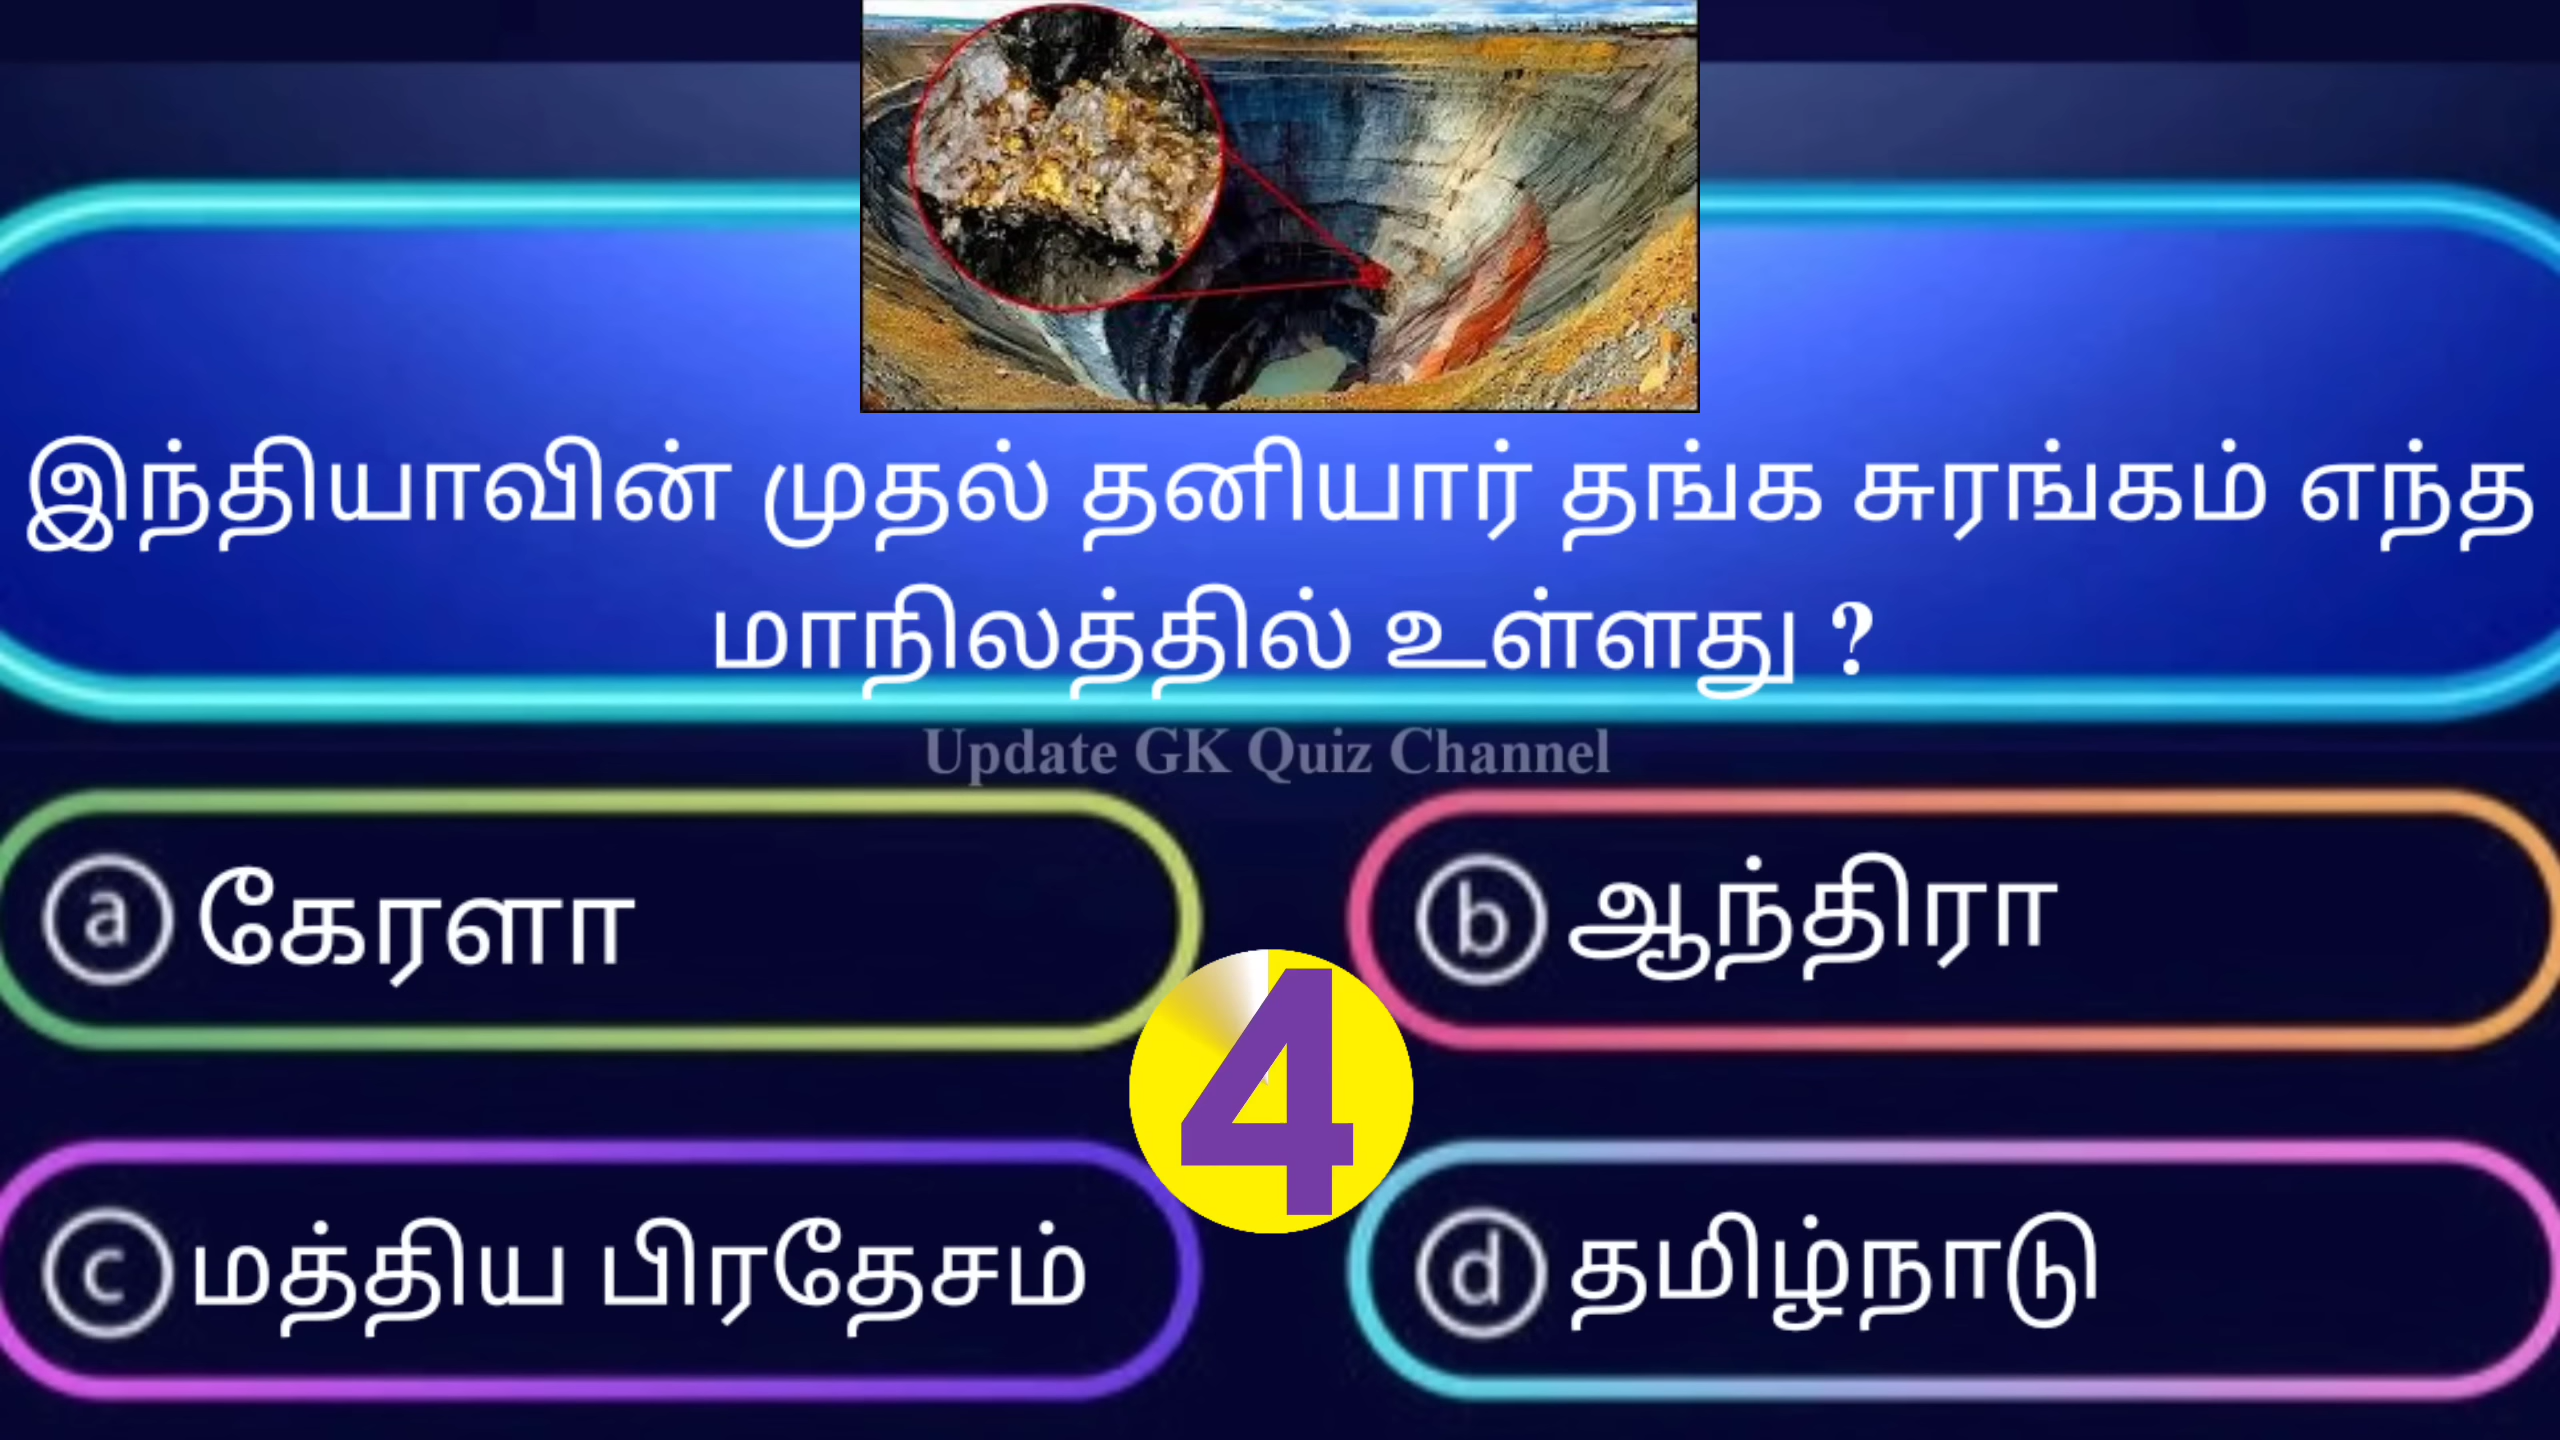 இந்தியாவின் முதல் தனியார் தங்க சுரங்கம் எந்த
மாநிலத்தில் உள்ளது ?
Update GK Quiz Channel
a கேரளா
b ஆந்திரா
4
c மத்திய பிரதேசம்
d தமிழ்நாடு